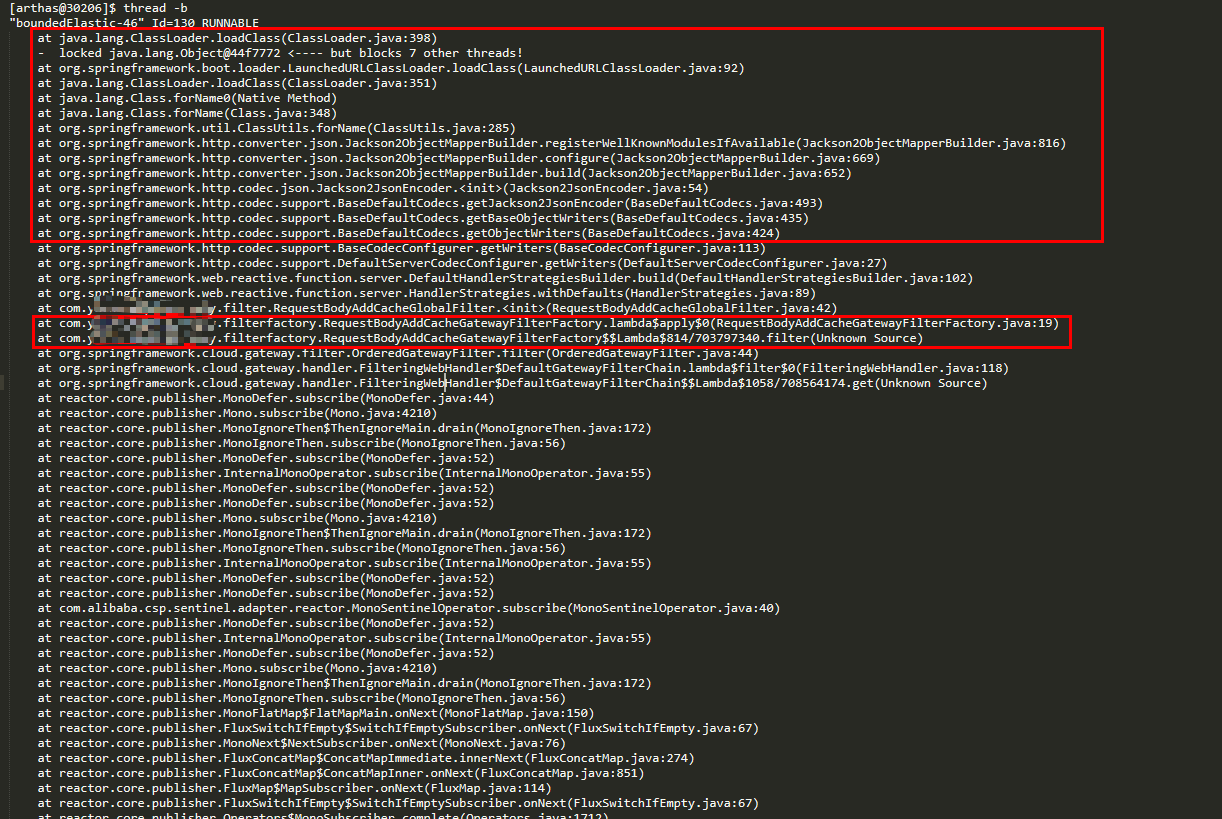 [arthas@30206]$ thread -b
"boundedElastic-46" Id=130 RUNNABLE
at java.lang.ClassLoader.loadClass(ClassLoader.java:398)
- locked java.lang.Object@44f7772 <---- but blocks 7 other threads!
at org.springframework.boot.loader.LaunchedURLClassLoader.loadClass(LaunchedURLClassLoader.java:92)
at java.lang.ClassLoader.loadClass(ClassLoader.java:351)
at java.lang.Class.forName0(Native Method)
at java.lang.Class.forName(Class.java:348)
at org.springframework.util.ClassUtils.forName(ClassUtils.java:285)
at org.springframework.http.converter.json.Jackson2ObjectMapperBuilder.registerWellKnownModulesIfAvailable(Jackson2ObjectMapperBuilder.java:816)
at org.springframework.http.converter.json.Jackson2ObjectMapperBuilder.configure(Jackson2ObjectMapperBuilder.java:669)
at org.springframework.http.converter.json.Jackson2ObjectMapperBuilder.build(Jackson2ObjectMapperBuilder.java:652)
at org.springframework.http.codec.json.Jackson2JsonEncoder.<init>(Jackson2JsonEncoder.java:54)
at org.springframework.http.codec.support.BaseDefaultCodecs.getJackson2JsonEncoder(BaseDefaultCodecs.java:493)
at org.springframework.http.codec.support.BaseDefaultCodecs.getBaseObjectWriters(BaseDefaultCodecs.java:435)
at org.springframework.http.codec.support.BaseDefaultCodecs.getObjectWriters(BaseDefaultCodecs.java:424)
at org.springframework.http.codec.support.BaseCodecConfigurer.getWriters(BaseCodecConfigurer.java:113)
at org.springframework.http.codec.support.DefaultServerCodecConfigurer.getWriters(DefaultServerCodecConfigurer.java:27)
at org.springframework.web.reactive.function.server.DefaultHandlerStrategiesBuilder.build(DefaultHandlerStrategiesBuilder.java:102)
at org.springframework.web.reactive.function.server.HandlerStrategies.withDefaults(HandlerStrategies.java:89)
at com.y y.filter.RequestBodyAddCacheGlobalFilter.<init>(RequestBodyAddCacheGlobalFilter.java:42)
at com.y y.filterfactory.RequestBodyAddCacheGatewayFilterFactory.lambda$apply$0(RequestBodyAddCacheGatewayFilterFactory.java:19)
at com.y y.filterfactory.RequestBodyAddCacheGatewayFilterFactory$$Lambda$814/703797340.filter(Unknown Source)
at org.springframework.cloud.gateway.filter.OrderedGatewayFilter.filter(OrderedGatewayFilter.java:44)
at org.springframework.cloud.gateway.handler.FilteringWebHandler$DefaultGatewayFilterChain.lambda$filter$0(FilteringWebHandler.java:118)
at org.springframework.cloud.gateway.handler.FilteringWebHandler$DefaultGatewayFilterChain$$Lambda$1058/708564174.get(Unknown Source)
at reactor.core.publisher.MonoDefer.subscribe(MonoDefer.java:44)
at reactor.core.publisher.Mono.subscribe(Mono.java:4210)
at reactor.core.publisher.MonoIgnoreThen$ThenIgnoreMain.drain(MonoIgnoreThen.java:172)
at reactor.core.publisher.MonoIgnoreThen.subscribe(MonoIgnoreThen.java:56)
at reactor.core.publisher.MonoDefer.subscribe(MonoDefer.java:52)
at reactor.core.publisher.InternalMonoOperator.subscribe(InternalMonoOperator.java:55)
at reactor.core.publisher.MonoDefer.subscribe(MonoDefer.java:52)
at reactor.core.publisher.MonoDefer.subscribe(MonoDefer.java:52)
at reactor.core.publisher.Mono.subscribe(Mono.java:4210)
at reactor.core.publisher.MonoIgnoreThen$ThenIgnoreMain.drain(MonoIgnoreThen.java:172)
at reactor.core.publisher.MonoIgnoreThen.subscribe(MonoIgnoreThen.java:56)
at reactor.core.publisher.InternalMonoOperator.subscribe(InternalMonoOperator.java:55)
at reactor.core.publisher.MonoDefer.subscribe(MonoDefer.java:52)
at reactor.core.publisher.MonoDefer.subscribe(MonoDefer.java:52)
at com.alibaba.csp.sentinel.adapter.reactor.MonoSentinelOperator.subscribe(MonoSentinelOperator.java:40)
at reactor.core.publisher.MonoDefer.subscribe(MonoDefer.java:52)
at reactor.core.publisher.InternalMonoOperator.subscribe(InternalMonoOperator.java:55)
at reactor.core.publisher.MonoDefer.subscribe(MonoDefer.java:52)
at reactor.core.publisher.Mono.subscribe(Mono.java:4210)
at reactor.core.publisher.MonoIgnoreThen$ThenIgnoreMain.drain(MonoIgnoreThen.java:172)
at reactor.core.publisher.MonoIgnoreThen.subscribe(MonoIgnoreThen.java:56)
at reactor.core.publisher.MonoFlatMap$FlatMapMain.onNext(MonoFlatMap.java:150)
at reactor.core.publisher.FluxSwitchIfEmpty$SwitchIfEmptySubscriber.onNext(FluxSwitchIfEmpty.java:67)
at reactor.core.publisher.MonoNext$NextSubscriber.onNext(MonoNext.java:76)
at reactor.core.publisher.FluxConcatMap$ConcatMapImmediate.innerNext(FluxConcatMap.java:274)
at reactor.core.publisher.FluxConcatMap$ConcatMapInner.onNext(FluxConcatMap.java:851)
at reactor.core.publisher.FluxMap$MapSubscriber.onNext(FluxMap.java:114)
at reactor.core.publisher.FluxSwitchIfEmpty$SwitchIfEmptySubscriber.onNext(FluxSwitchIfEmpty.java:67)
at reactor.core.publisher.Operators$MonoSubscriber.complete(Operators.java:1712)